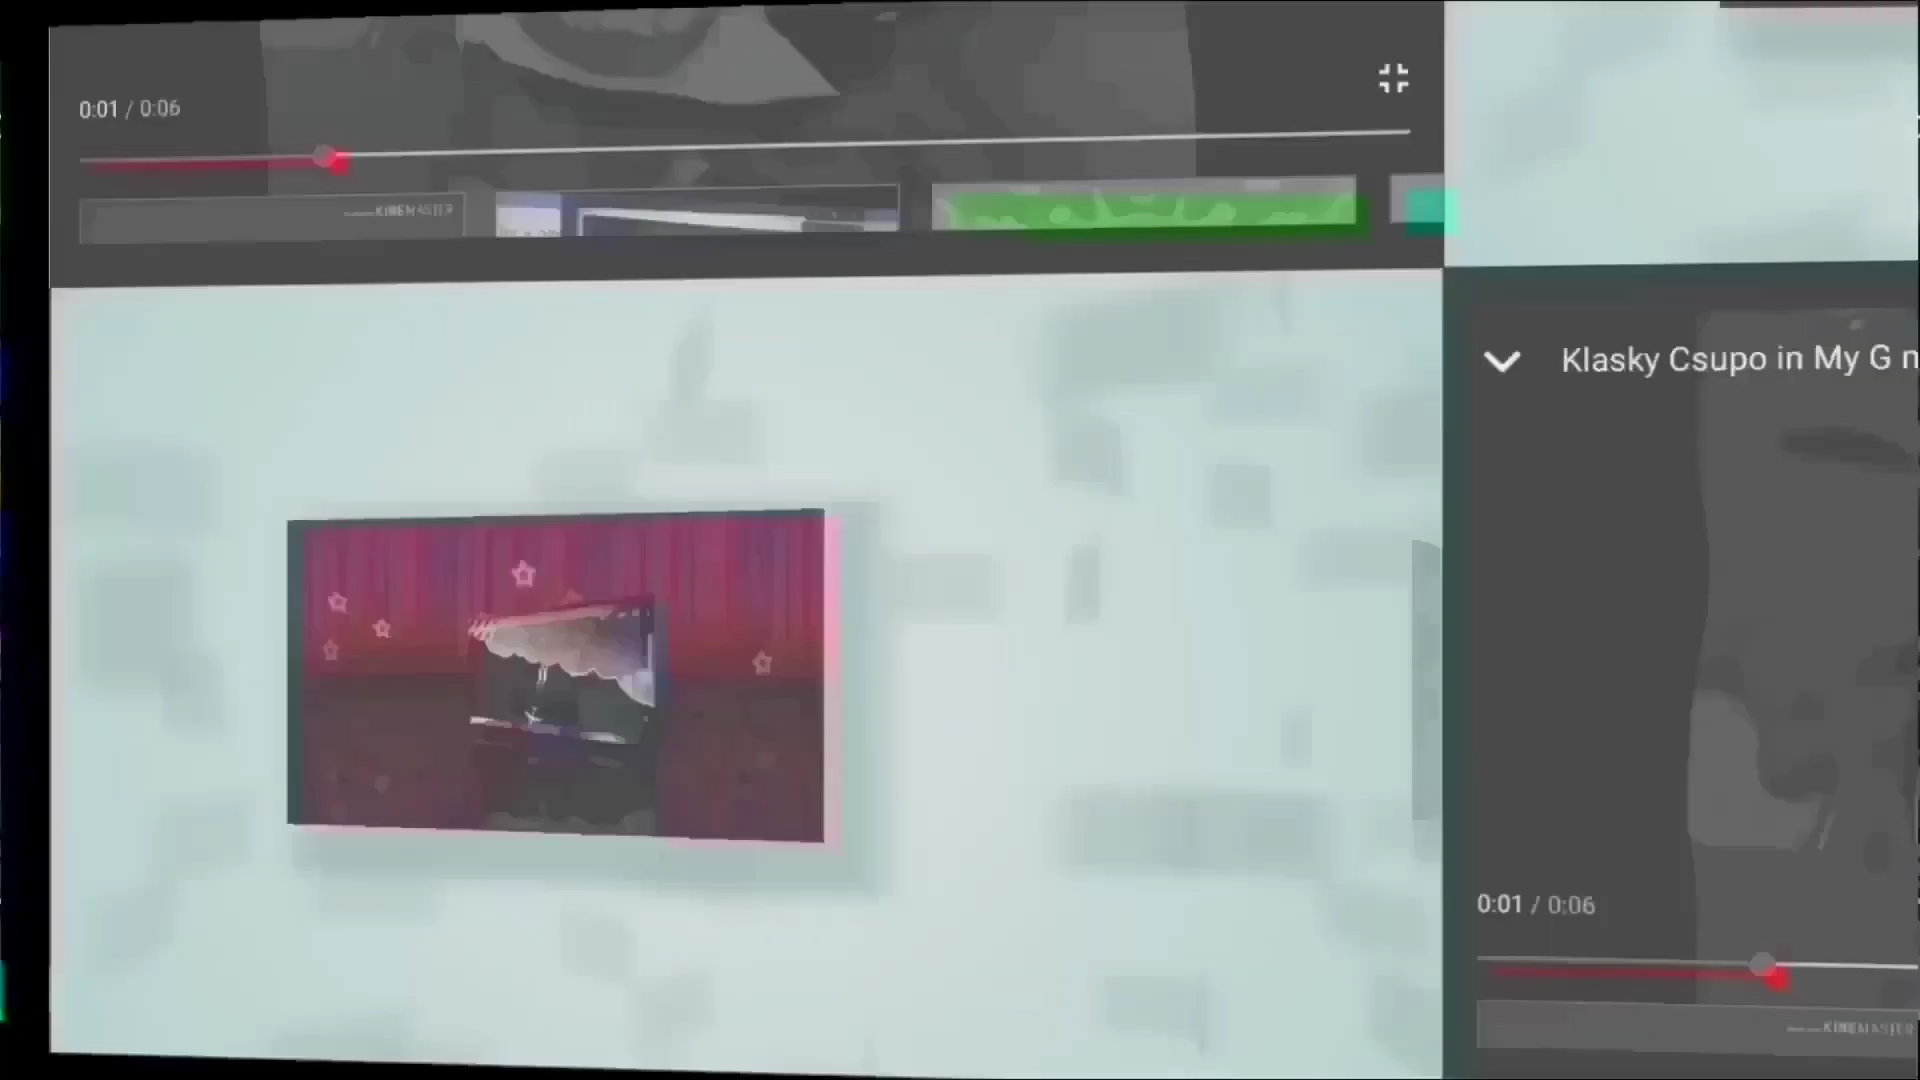 0:01 / 0:06
KINEMASTER
Klasky Csupo in My G
0:01 / 0:06
KINEMASTER